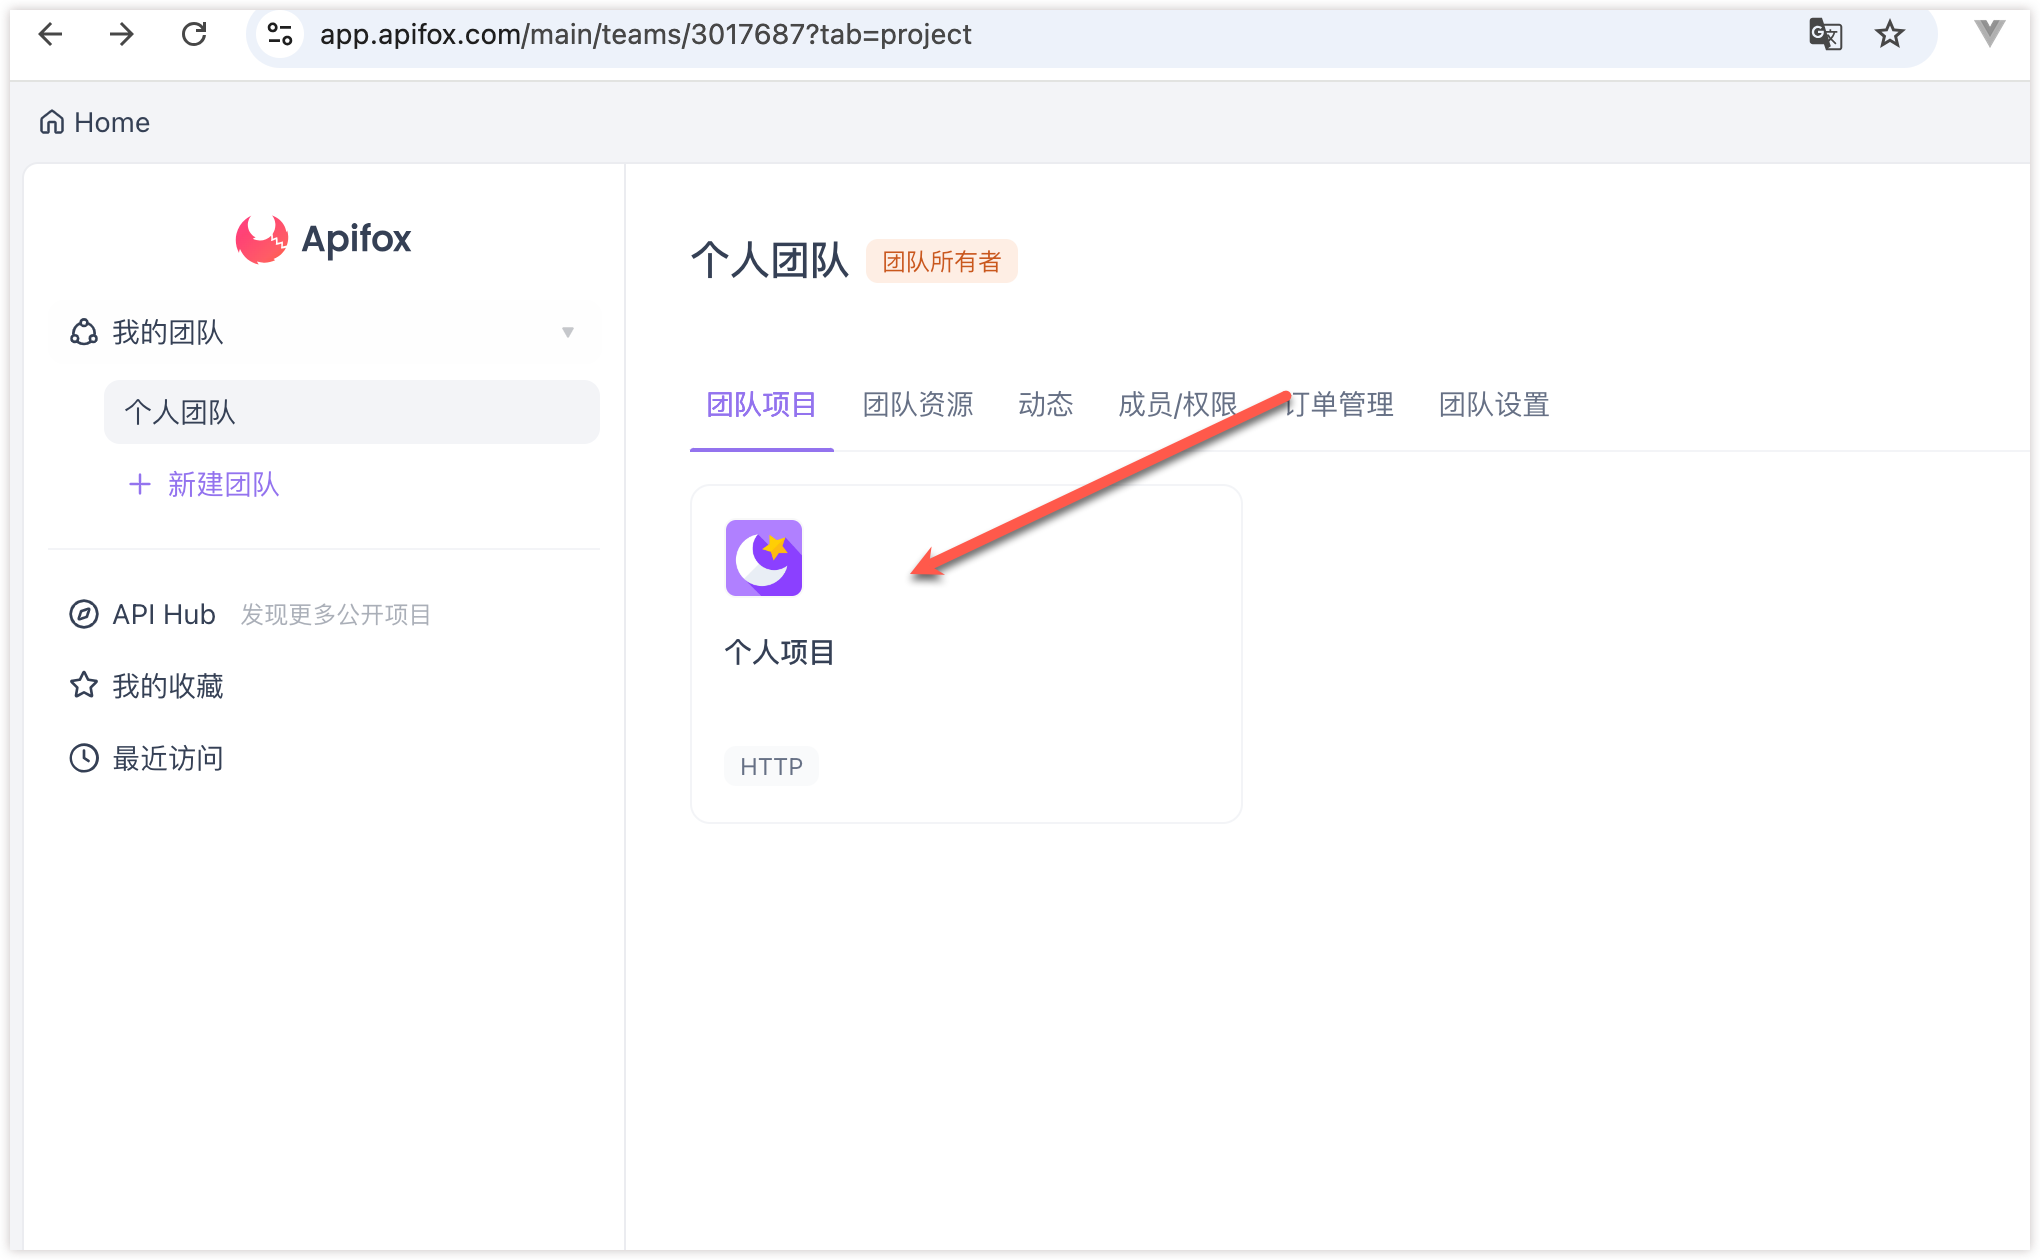 app.apifox.com/main/teams/3017687?tab=project
Home
Apifox
我的团队
个人团队
新建团队
API Hub 发现更多公开项目
我的收藏
最近访问
个人团队 团队所有者
团队项目 团队资源 动态 成员/权限 订单管理 团队设置
个人项目
HTTP